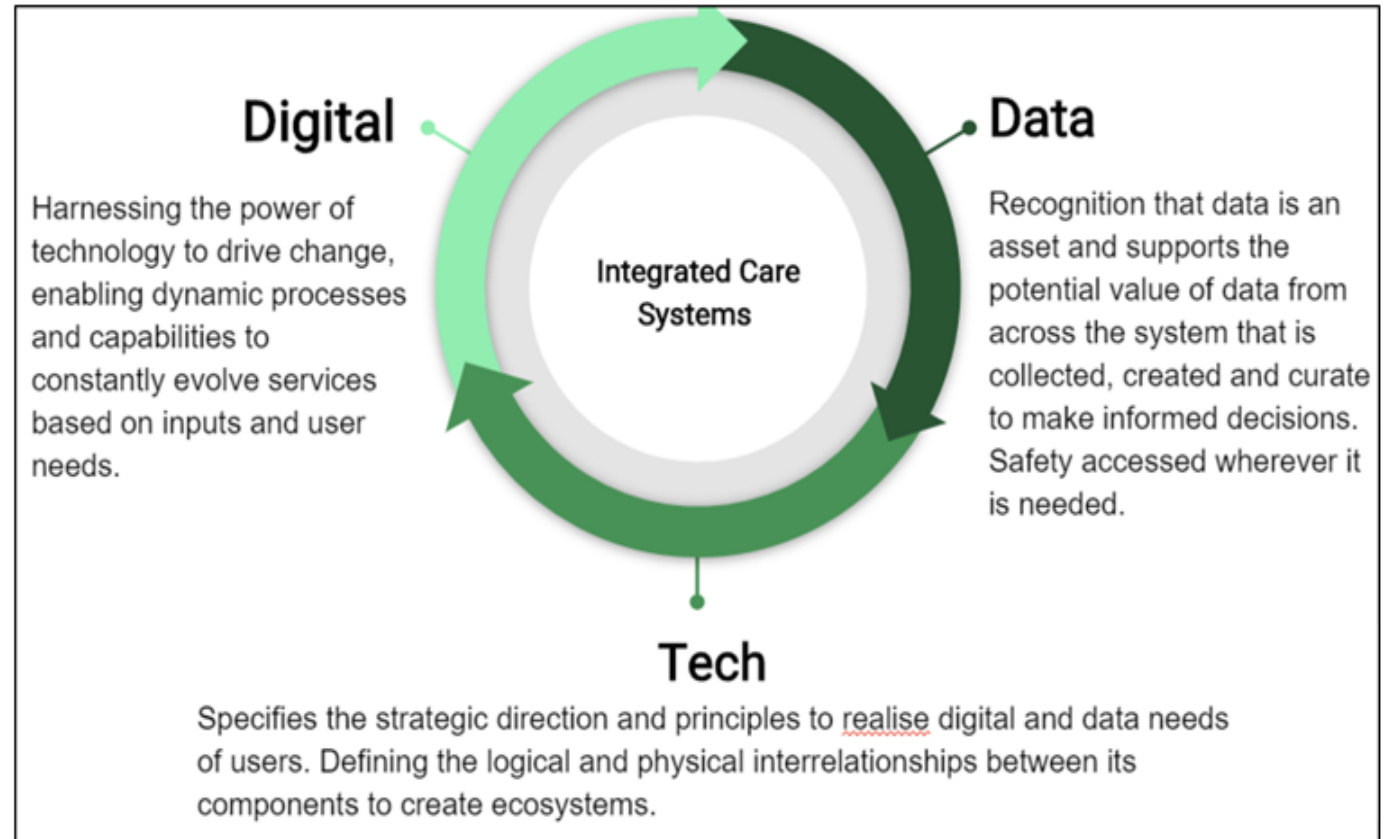 Digital
Harnessing the power of
technology to drive change,
enabling dynamic processes
and capabilities to
constantly evolve services
based on inputs and user
needs.
Integrated Care
Systems
Data
Recognition that data is an
asset and supports the
potential value of data from
across the system that is
collected, created and curate
to make informed decisions.
Safety accessed wherever it
is needed.
Tech
Specifies the strategic direction and principles to realise digital and data needs
of users. Defining the logical and physical interrelationships between its
components to create ecosystems.